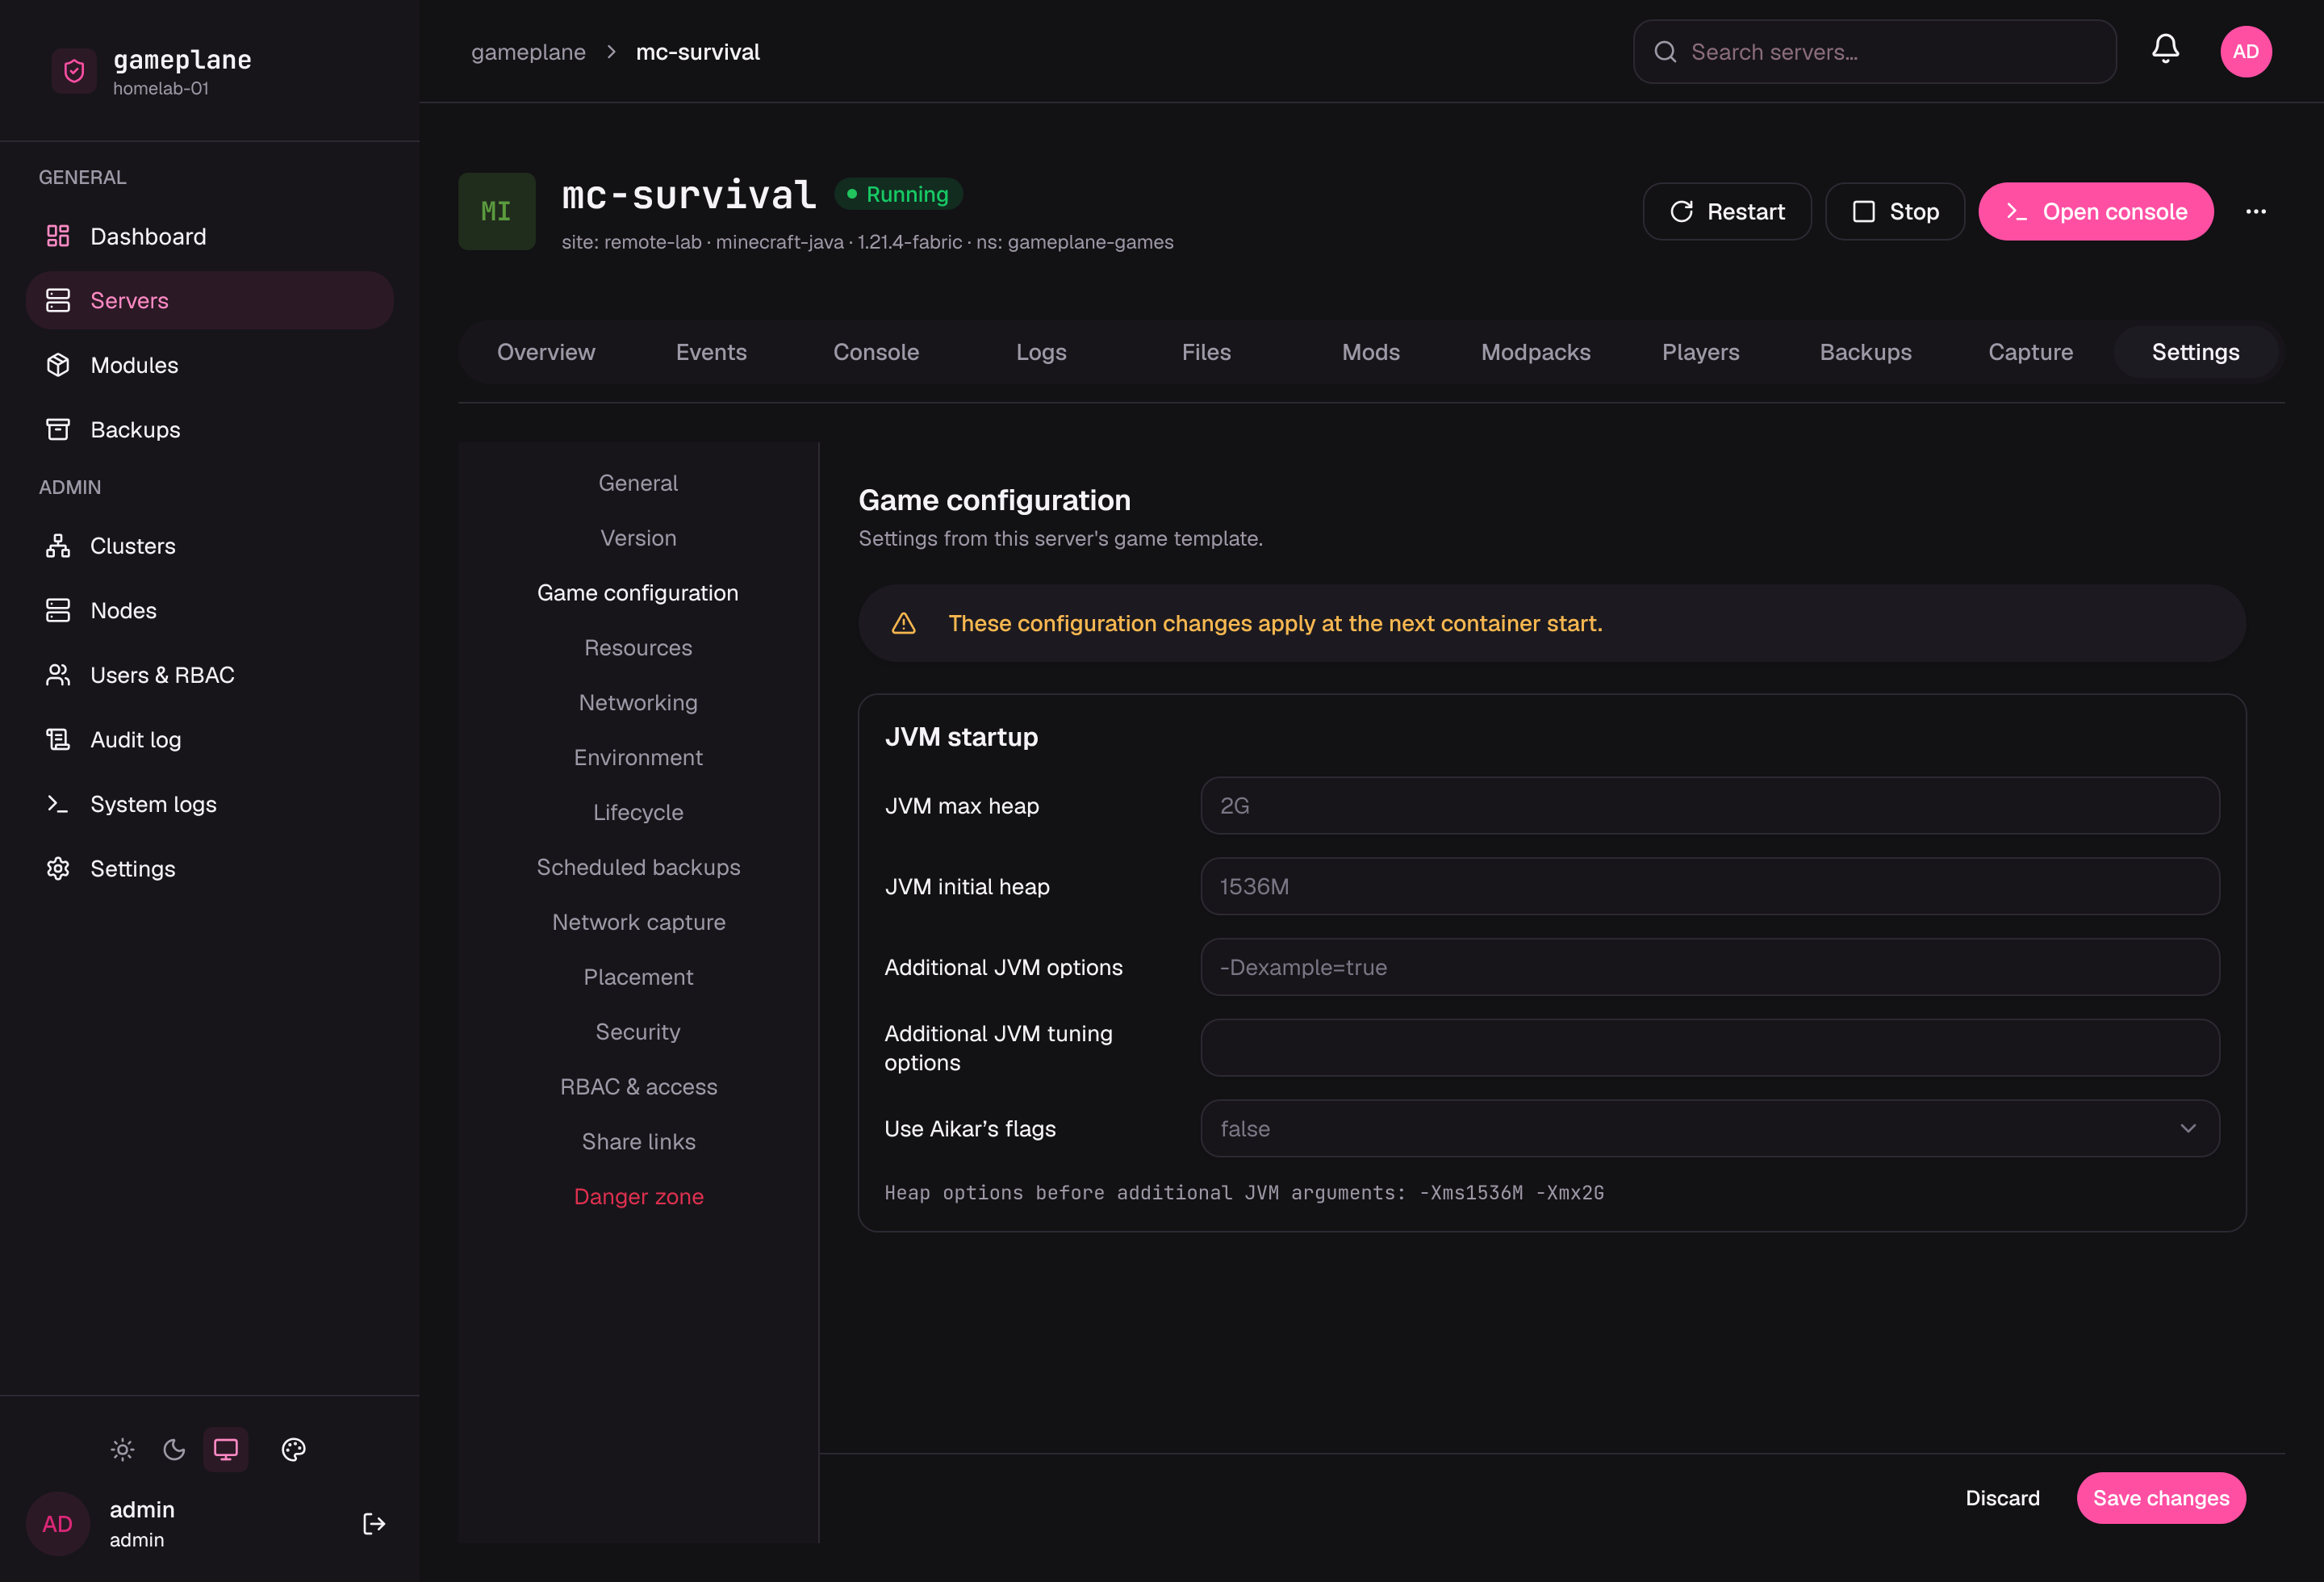 gameplane
homelab-01
GENERAL
Dashboard
Servers
Modules
Backups
ADMIN
Clusters
Nodes
Users & RBAC
Audit log
System logs
Settings
AD
admin
admin
gameplane
mc-survival
Search servers...
AD
MI
mc-survival
Running
site: remote-lab · minecraft-java · 1.21.4-fabric · ns: gameplane-games
Restart
Stop
Open console
Overview
Events
Console
Logs
Files
Mods
Modpacks
Players
Backups
Capture
Settings
General
Version
Game configuration
Resources
Networking
Environment
Lifecycle
Scheduled backups
Network capture
Placement
Security
RBAC & access
Share links
Danger zone
Game configuration
Settings from this server's game template.
These configuration changes apply at the next container start.
JVM startup
JVM max heap
2G
JVM initial heap
1536M
Additional JVM options
-Dexample=true
Additional JVM tuning
options
Use Aikar’s flags
false
Heap options before additional JVM arguments: -Xms1536M -Xmx2G
Discard
Save changes